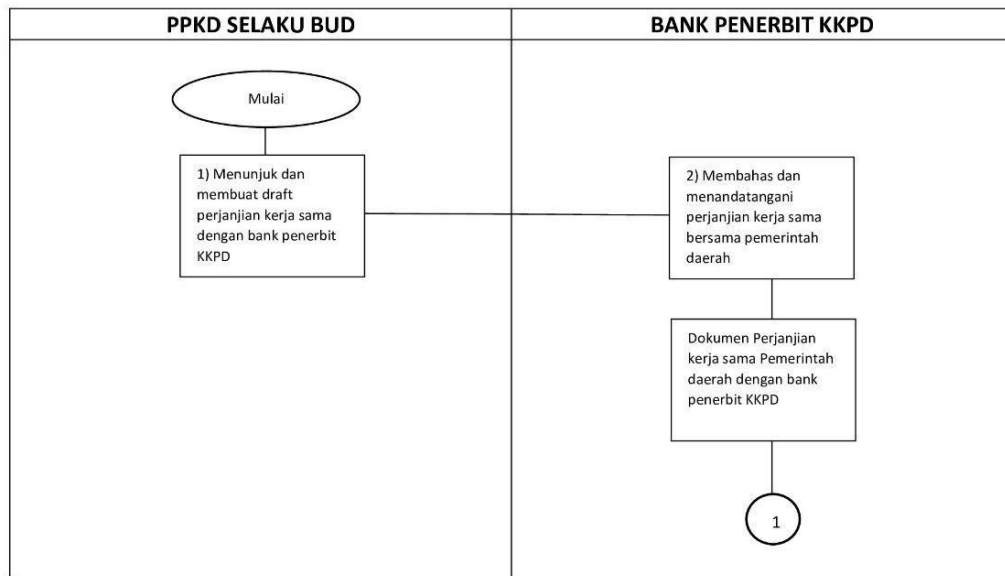 PPKD SELAKU BUD
BANK PENERBIT KKPD
Mulai
1) Menunjuk dan
membuat draft
perjanjian kerja sama
dengan bank penerbit
KKPD
2) Membahas dan
menandatangani
perjanjian kerja sama
bersama pemerintah
daerah
Dokumen Perjanjian
kerja sama Pemerintah
daerah dengan bank
penerbit KKPD
1